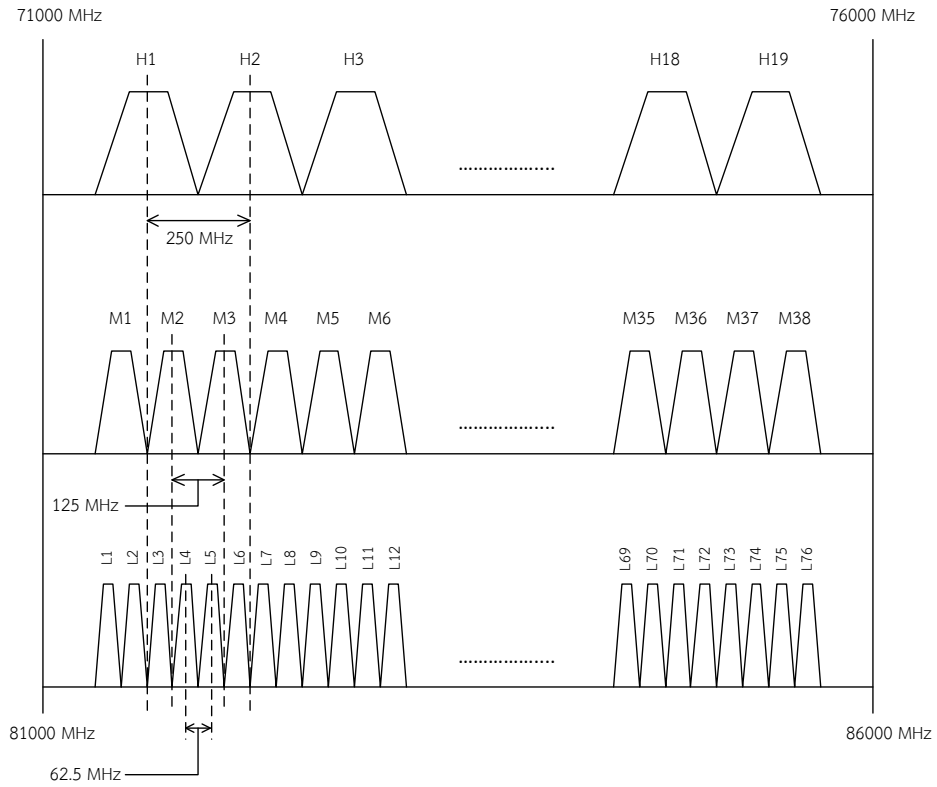 71000 MHz 76000 MHz
H1 H2 H3 H18 H19
....................
250 MHz
M1 M2 M3 M4 M5 M6 M35 M36 M37 M38
....................
125 MHz
L1 L2 L3 L4 L5 L6 L7 L8 L9 L10 L11 L12 L69 L70 L71 L72 L73 L74 L75 L76
....................
81000 MHz 86000 MHz
62.5 MHz